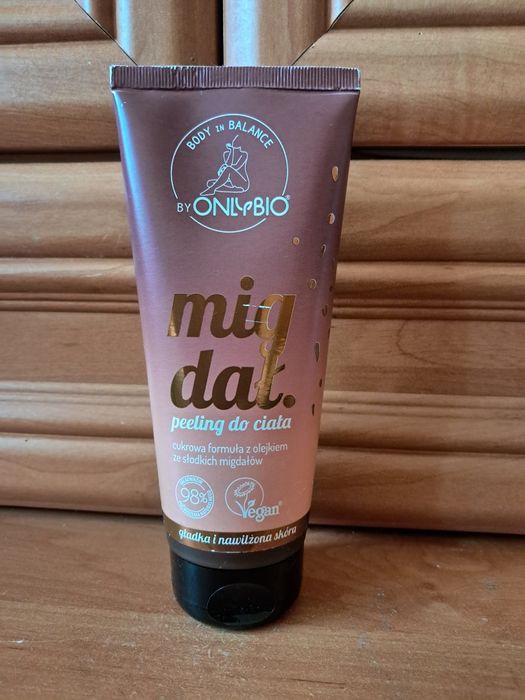 BODY IN BALANCE
BY ONLYBIO®
mig
dał.
peeling do ciała
cukrowa formuła z olejkiem
ze słodkich migdałów
98%
Vegan®
gładka i nawilżona skóra